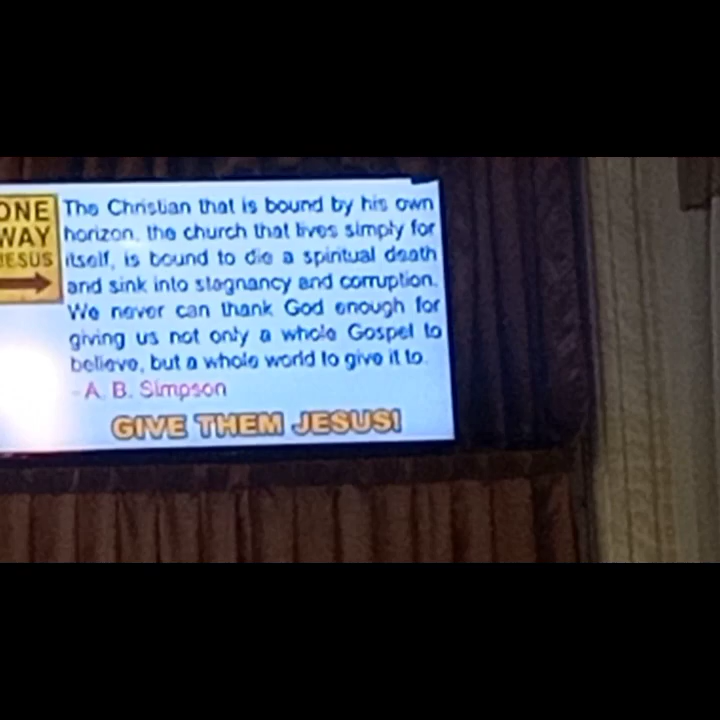 ONE
WAY
JESUS
The Christian that is bound by his own
horizon, the church that lives simply for
itself, is bound to die a spiritual death
and sink into stagnancy and corruption.
We never can thank God enough for
giving us not only a whole Gospel to
believe, but a whole world to give it to.
- A. B. Simpson
GIVE THEM JESUS!